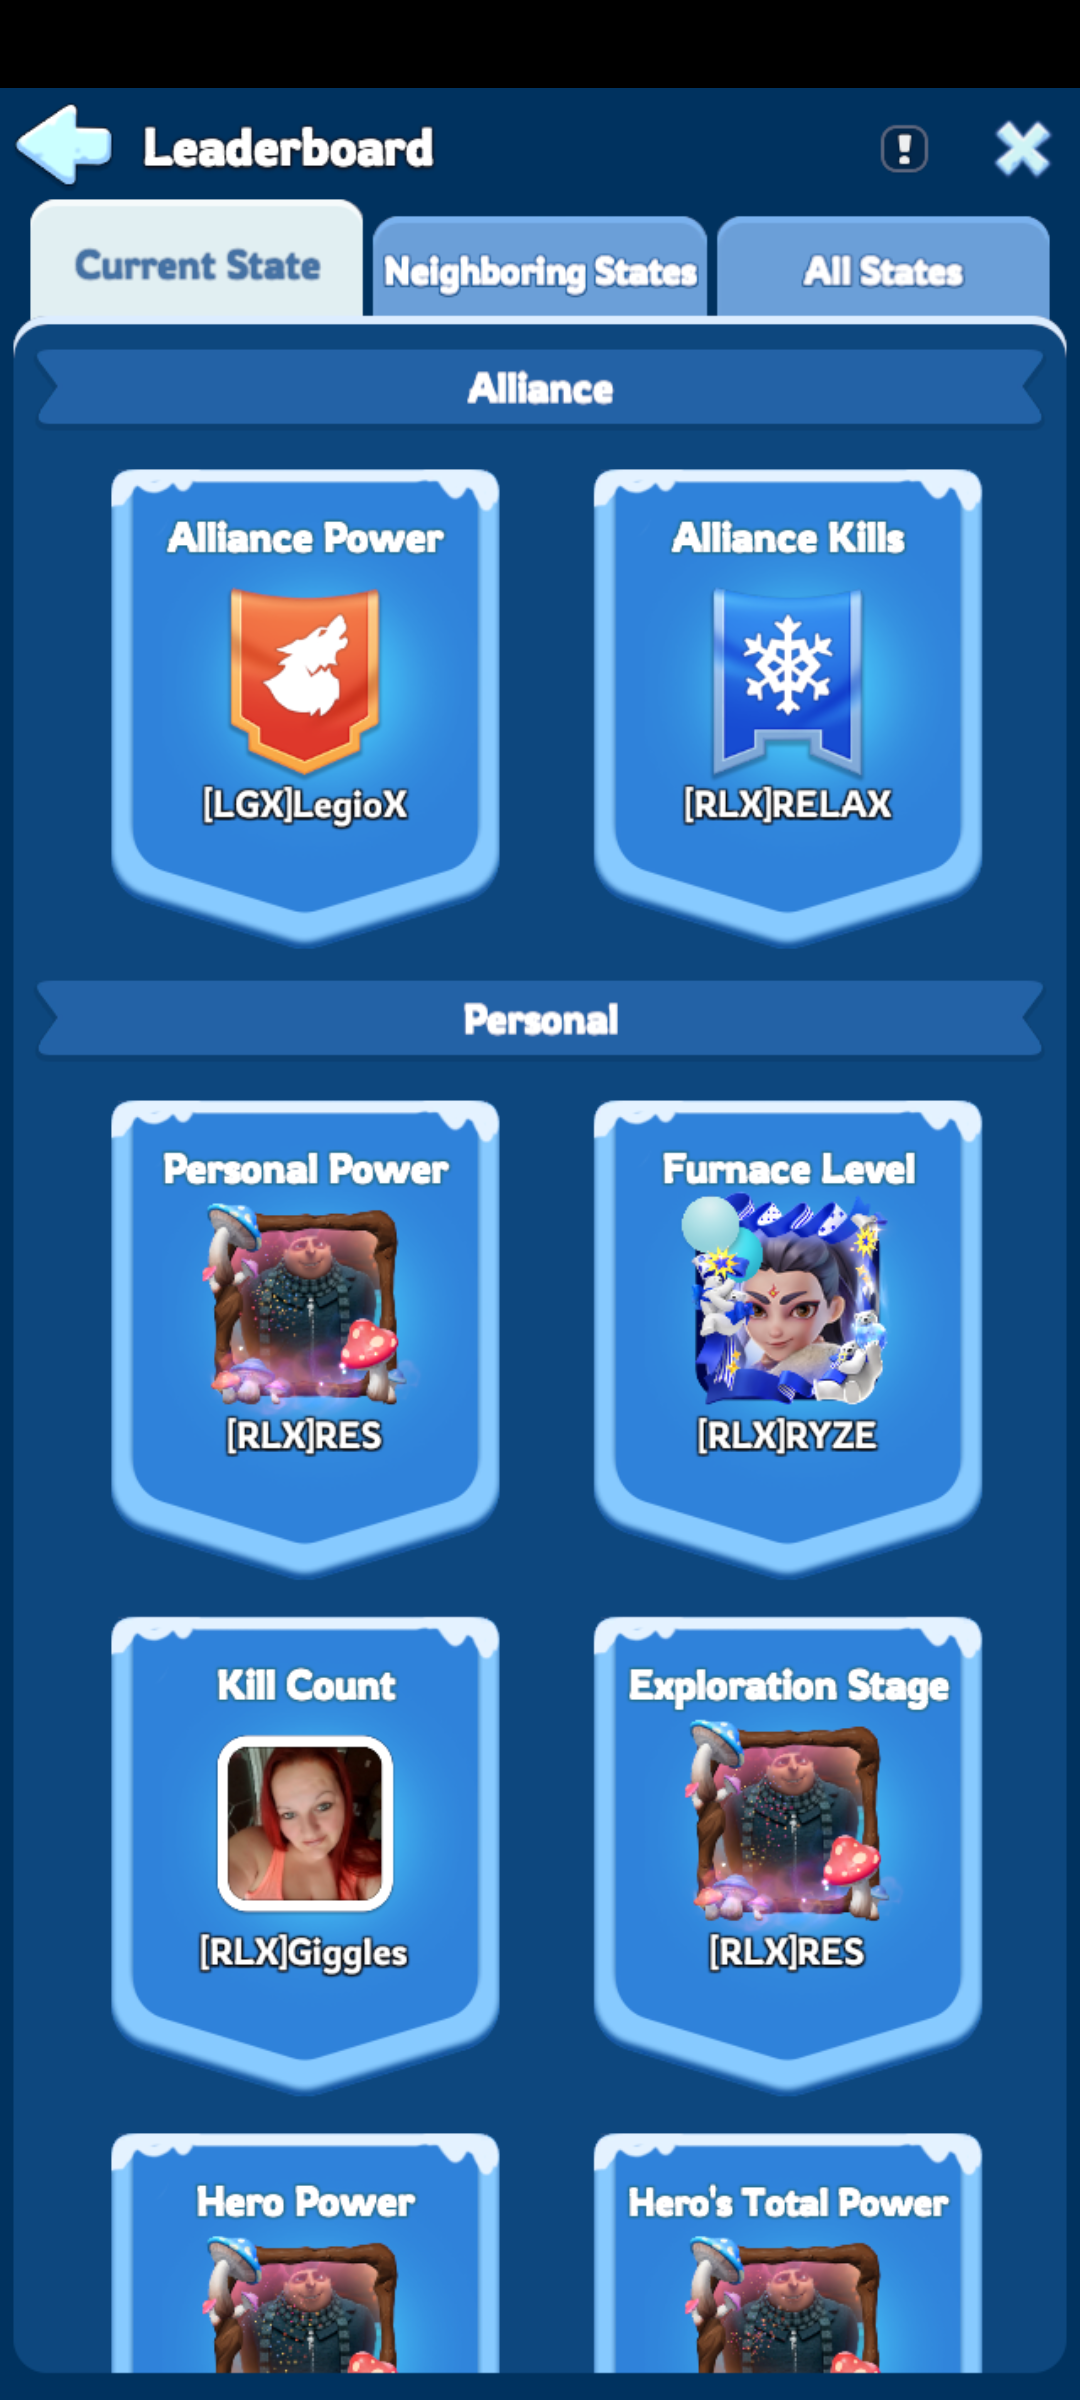 Leaderboard
Current State
Neighboring States
All States
Alliance
Alliance Power
Alliance Kills
[LGX]LegioX
[RLX]RELAX
Personal
Personal Power
Furnace Level
[RLX]RES
[RLX]RYZE
Kill Count
Exploration Stage
[RLX]Giggles
[RLX]RES
Hero Power
Hero's Total Power